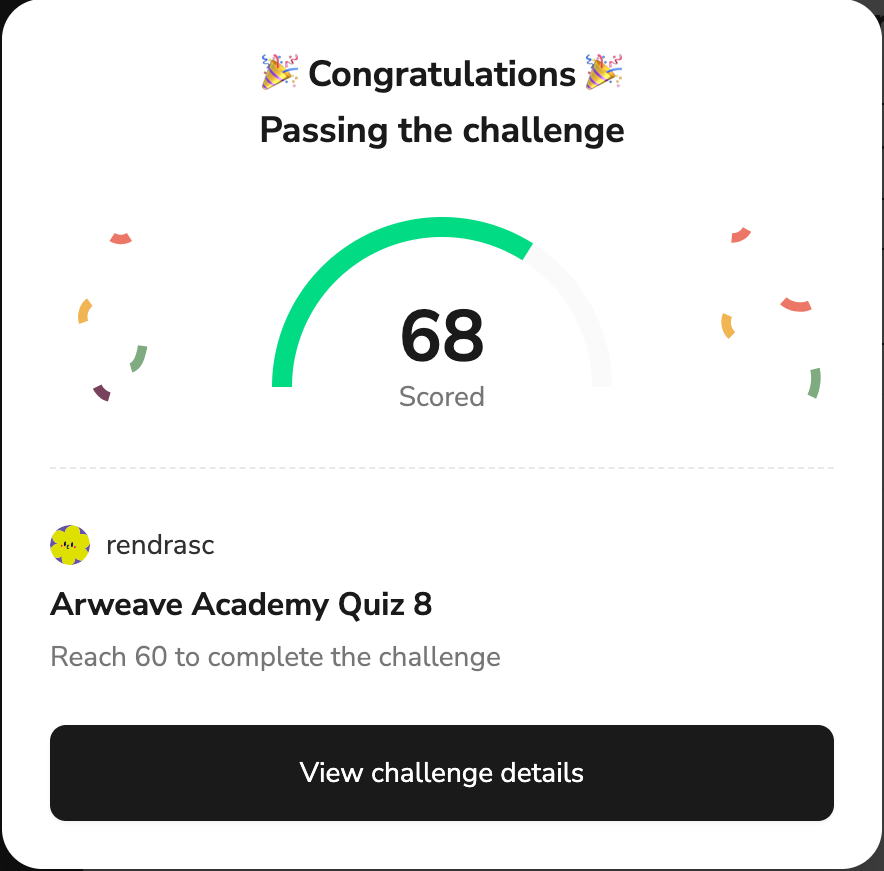 🎉 Congratulations 🎉
Passing the challenge
68
Scored
rendrasc
Arweave Academy Quiz 8
Reach 60 to complete the challenge
View challenge details